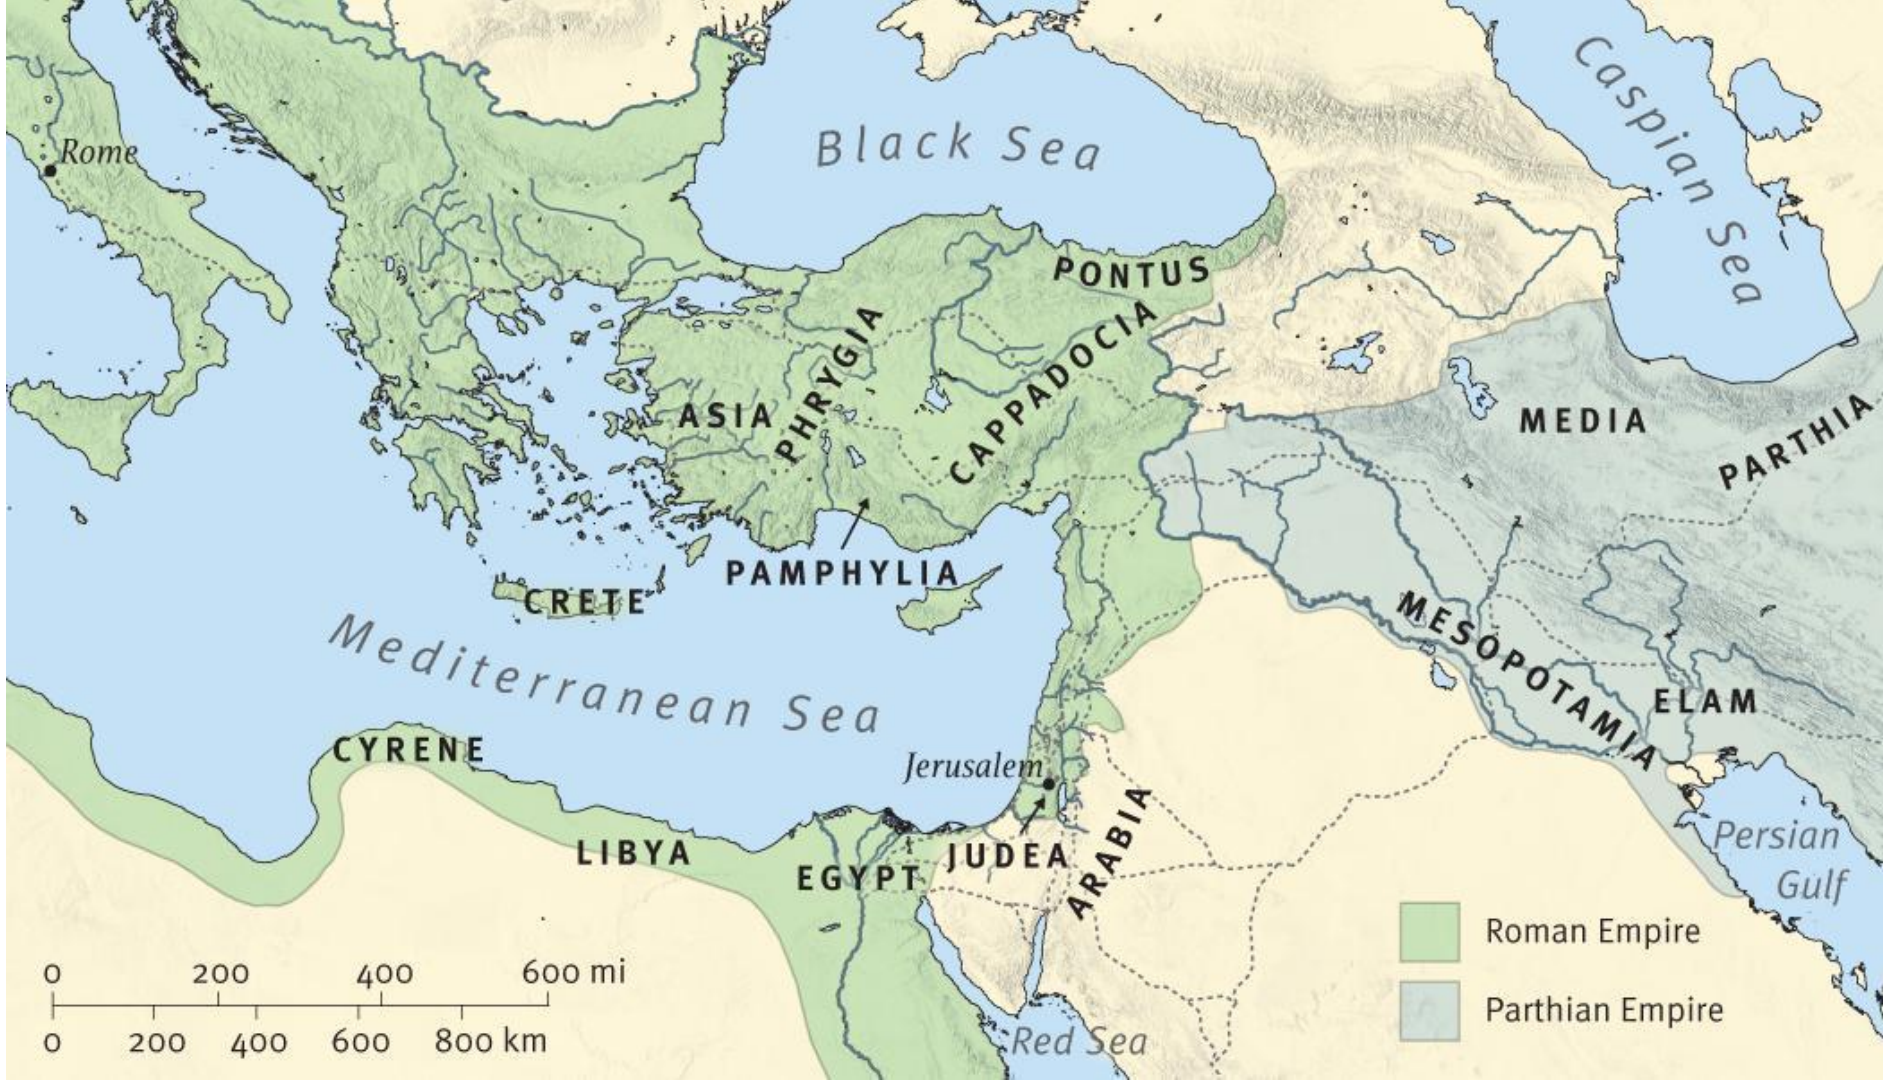 Caspian Sea
Black Sea
Rome
PONTUS
PHRYGIA
CAPPADOCIA
ASIA
MEDIA
PARTHIA
PAMPHYLIA
CRETE
MESOPOTAMIA
Mediterranean Sea
ELAM
CYRENE
Jerusalem
LIBYA
EGYPT
JUDEA
ARABIA
Persian
Gulf
Roman Empire
Parthian Empire
0 200 400 600 mi
0 200 400 600 800 km
Red Sea